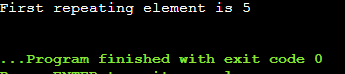 First repeating element is 5
...Program finished with exit code 0